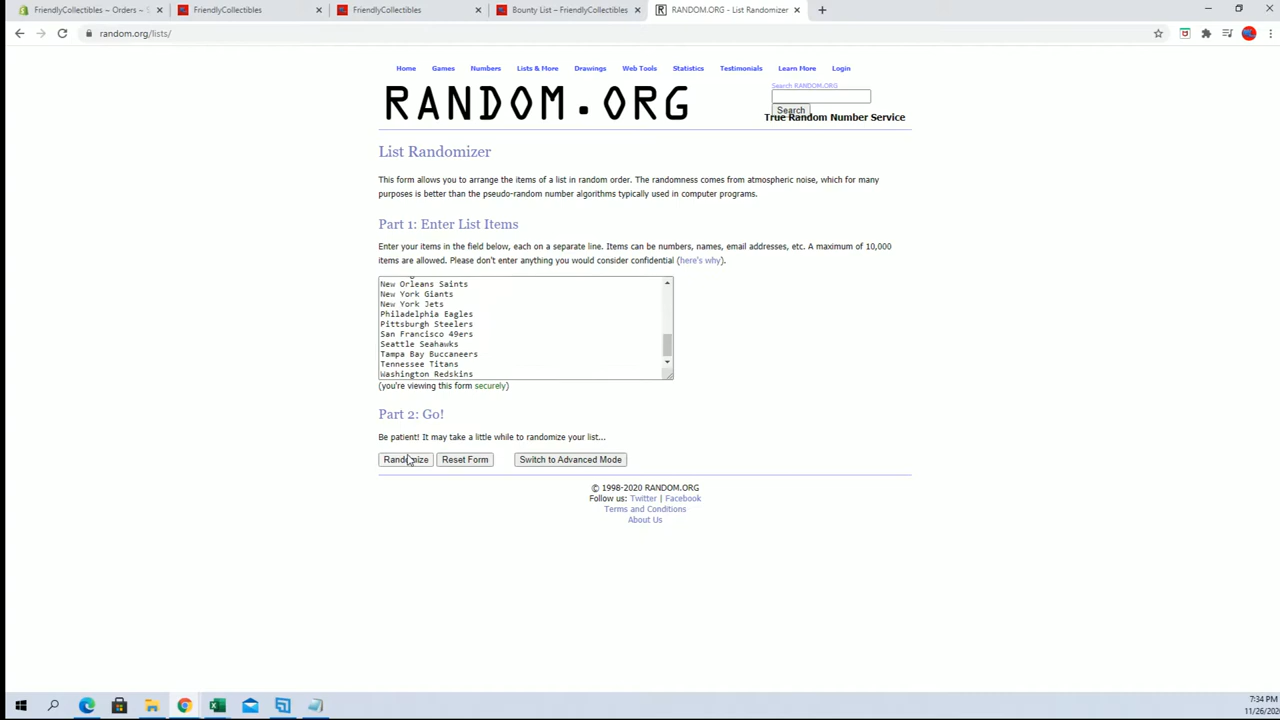 FriendlyCollectibles ~ Orders ~
FriendlyCollectibles
FriendlyCollectibles
Bounty List – FriendlyCollectibles
RANDOM.ORG - List Randomizer
random.org/lists/
Home Games Numbers Lists & More Drawings Web Tools Statistics Testimonials Learn More Login
RANDOM.ORG
Search RANDOM.ORG
Search
True Random Number Service
List Randomizer
This form allows you to arrange the items of a list in random order. The randomness comes from atmospheric noise, which for many
purposes is better than the pseudo-random number algorithms typically used in computer programs.
Part 1: Enter List Items
Enter your items in the field below, each on a separate line. Items can be numbers, names, email addresses, etc. A maximum of 10,000
items are allowed. Please don't enter anything you would consider confidential (here's why).
New Orleans Saints
New York Giants
New York Jets
Philadelphia Eagles
Pittsburgh Steelers
San Francisco 49ers
Seattle Seahawks
Tampa Bay Buccaneers
Tennessee Titans
Washington Redskins
(you're viewing this form securely)
Part 2: Go!
Be patient! It may take a little while to randomize your list...
Randomize Reset Form Switch to Advanced Mode
© 1998-2020 RANDOM.ORG
Follow us: Twitter | Facebook
Terms and Conditions
About Us
7:34 PM
11/26/202